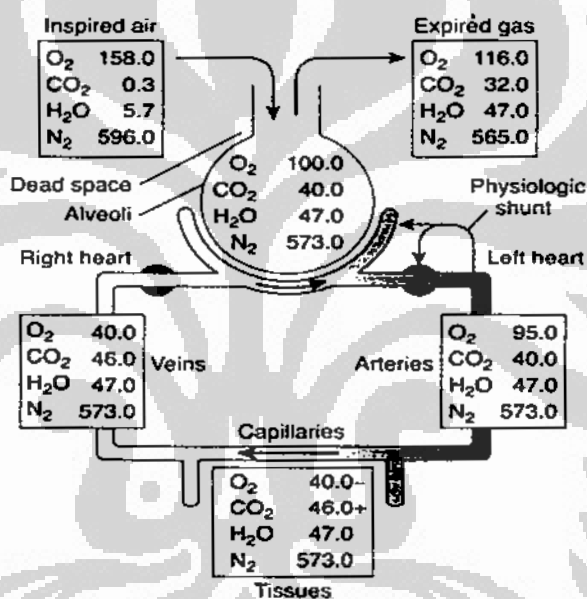 Inspired air
O₂ 158.0
CO₂ 0.3
H₂O 5.7
N₂ 596.0
Expired gas
O₂ 116.0
CO₂ 32.0
H₂O 47.0
N₂ 565.0
Dead space
Alveoli
O₂ 100.0
CO₂ 40.0
H₂O 47.0
N₂ 573.0
Physiologic
shunt
Right heart
Left heart
O₂ 40.0
CO₂ 46.0
H₂O 47.0
N₂ 573.0
Veins
Arteries
O₂ 95.0
CO₂ 40.0
H₂O 47.0
N₂ 573.0
Capillaries
O₂ 40.0−
CO₂ 46.0+
H₂O 47.0
N₂ 573.0
Tissues